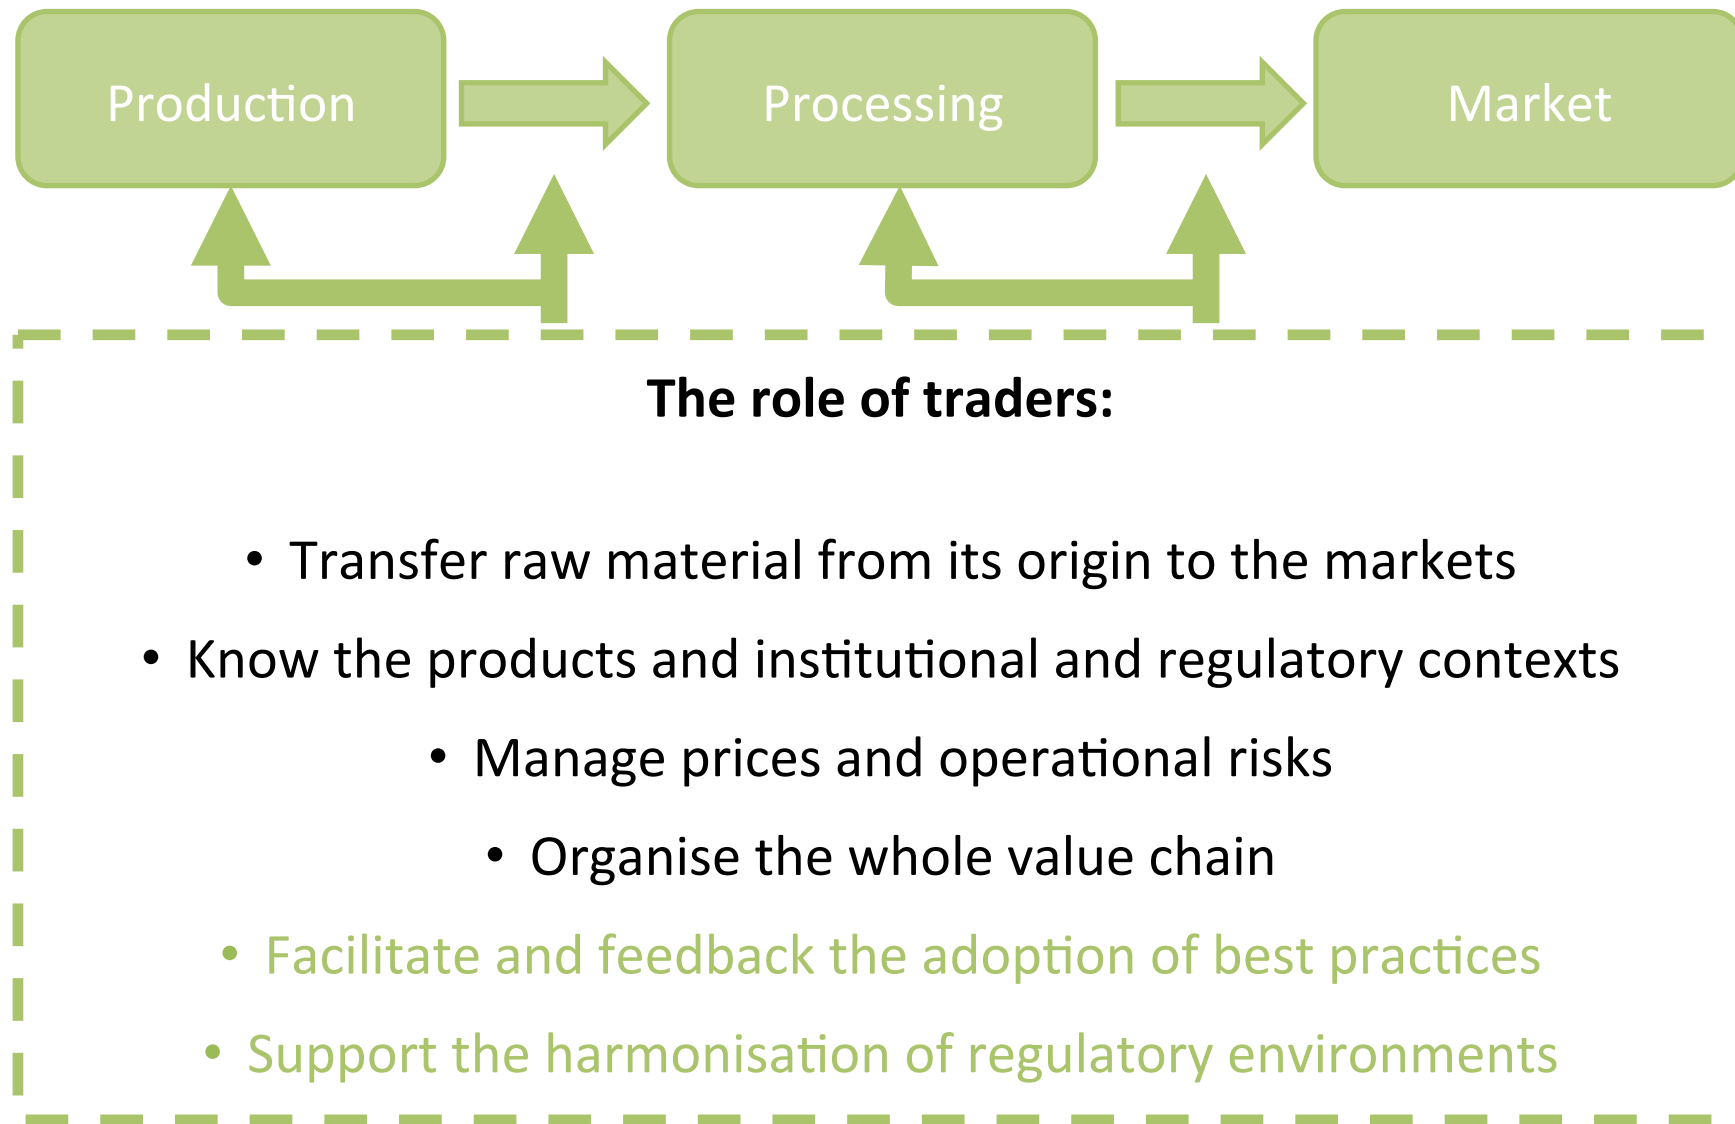 Production
Processing
Market
The role of traders:
• Transfer raw material from its origin to the markets
• Know the products and institutional and regulatory contexts
• Manage prices and operational risks
• Organise the whole value chain
• Facilitate and feedback the adoption of best practices
• Support the harmonisation of regulatory environments